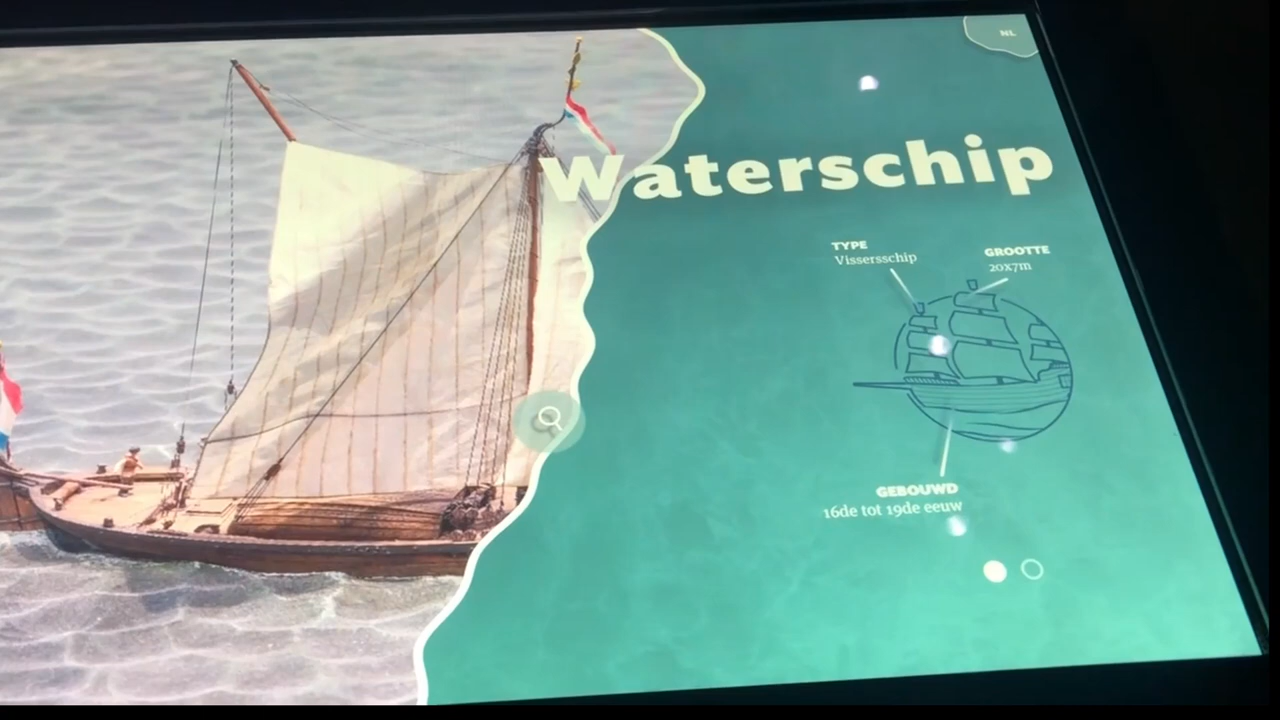 NL
Waterschip
TYPE
Vissersschip
GROOTTE
20x7m
GEBOUWD
16de tot 19de eeuw